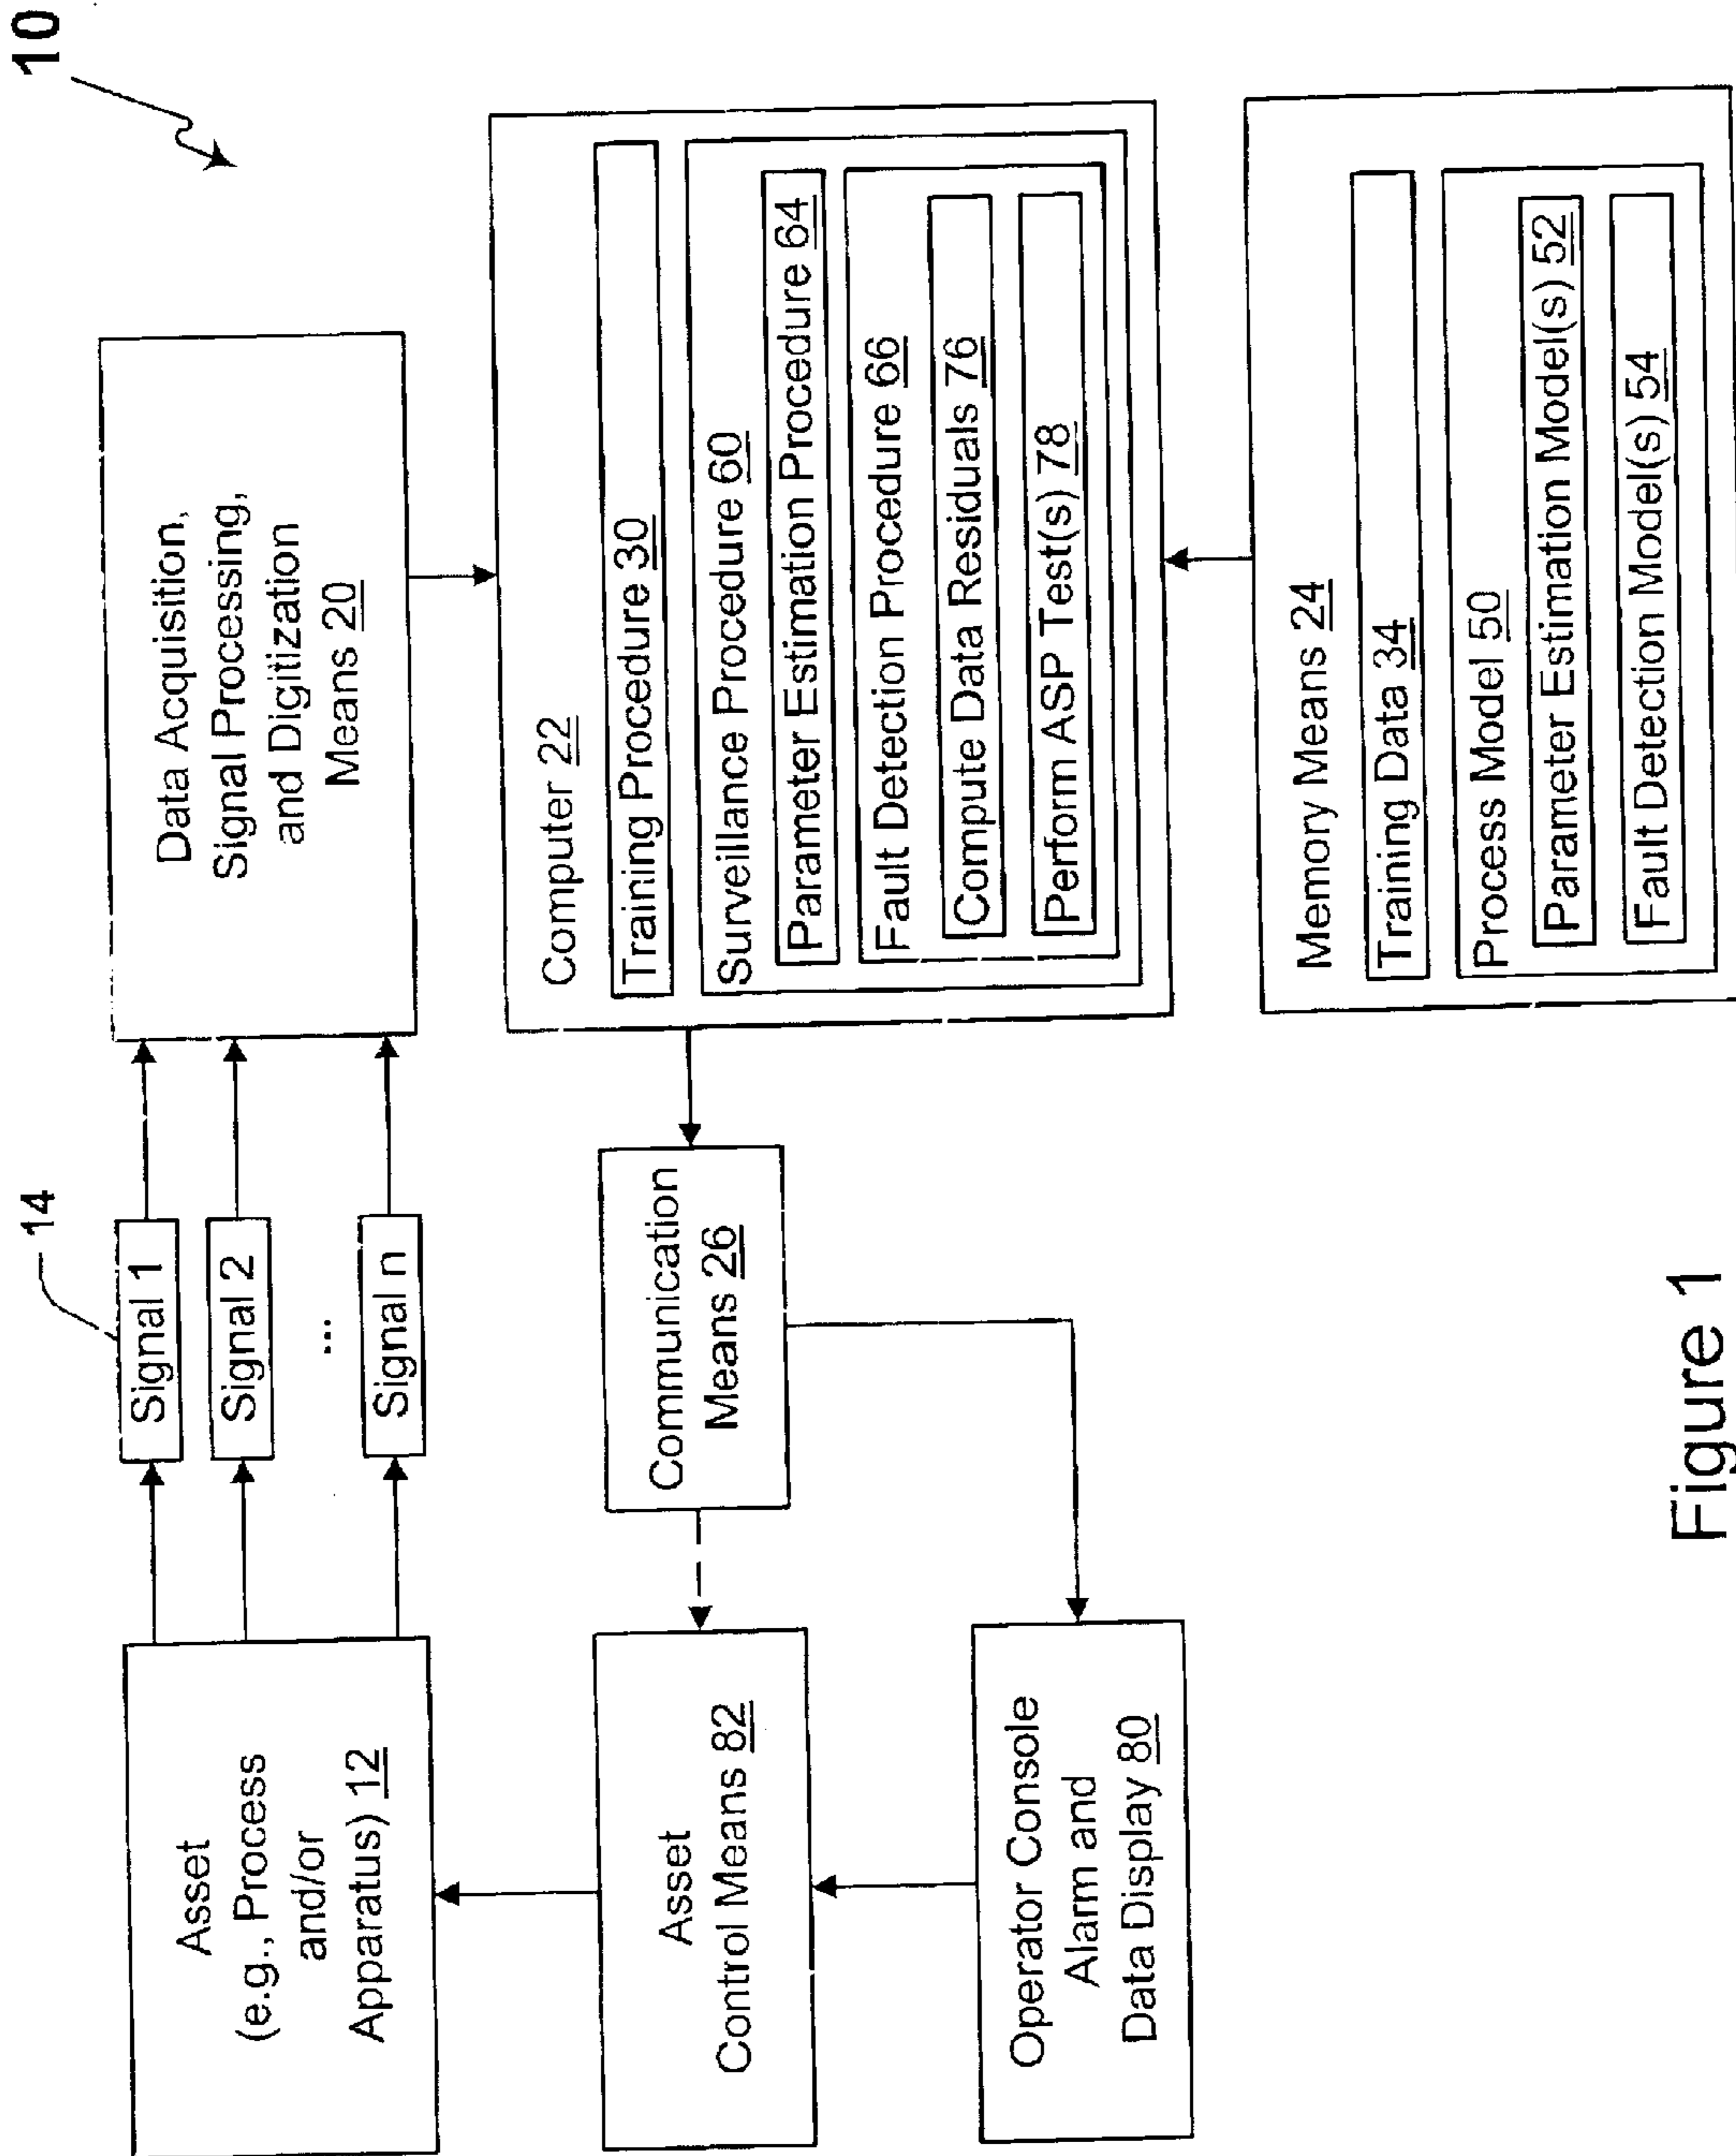 10
14
Asset
(e.g., Process
and/or
Apparatus) 12
Signal 1
Signal 2
...
Signal n
Data Acquisition,
Signal Processing,
and Digitization
Means 20
Asset
Control Means 82
Communication
Means 26
Computer 22
Training Procedure 30
Surveillance Procedure 60
Parameter Estimation Procedure 64
Fault Detection Procedure 66
Compute Data Residuals 76
Perform ASP Test(s) 78
Operator Console
Alarm and
Data Display 80
Memory Means 24
Training Data 34
Process Model 50
Parameter Estimation Model(s) 52
Fault Detection Model(s) 54
Figure 1